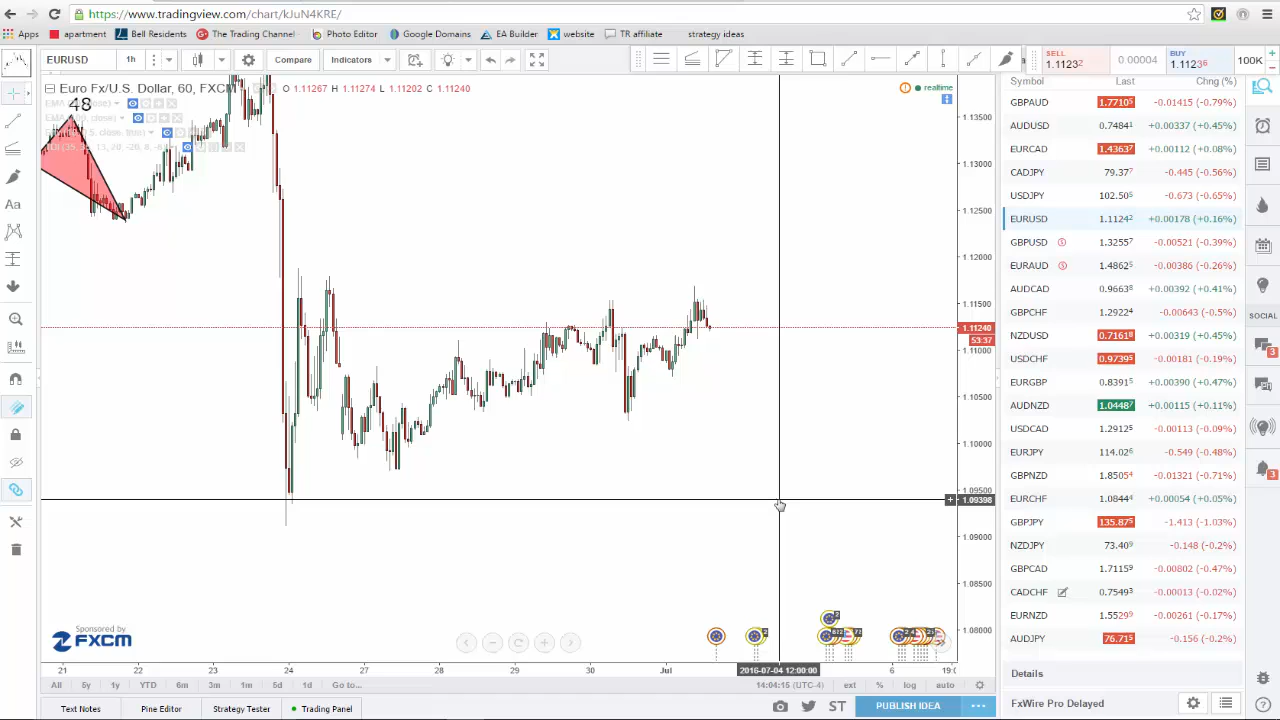 https://www.tradingview.com/chart/kJuN4KRE/
Apps apartment Bell Residents The Trading Channel Photo Editor Google Domains EA Builder website TR affiliate strategy ideas
EURUSD 1h Compare Indicators
SELL 1.11232 0.00004 BUY 1.11236 100K
Euro Fx/U.S. Dollar, 60, FXCM O 1.11267 H 1.11274 L 1.11202 C 1.11240
realtime
48
1.13500
1.13000
1.12500
1.12000
1.11500
1.11240
53:37
1.11000
1.10500
1.10000
1.09500
1.09398
1.09000
1.08500
1.08000
Symbol Last Chng (%)
GBPAUD 1.77105 -0.01415 (-0.79%)
AUDUSD 0.74841 +0.00337 (+0.45%)
EURCAD 1.43637 +0.00112 (+0.08%)
CADJPY 79.377 -0.445 (-0.56%)
USDJPY 102.505 -0.673 (-0.65%)
EURUSD 1.11242 +0.00178 (+0.16%)
GBPUSD 1.32557 -0.00521 (-0.39%)
EURAUD 1.48625 -0.00386 (-0.26%)
AUDCAD 0.96638 +0.00392 (+0.41%)
GBPCHF 1.29224 -0.00643 (-0.5%)
NZDUSD 0.71618 +0.00319 (+0.45%)
USDCHF 0.97395 -0.00181 (-0.19%)
EURGBP 0.83915 +0.00390 (+0.47%)
AUDNZD 1.04487 +0.00115 (+0.11%)
USDCAD 1.29125 -0.00113 (-0.09%)
EURJPY 114.026 -0.549 (-0.48%)
GBPNZD 1.85054 -0.01321 (-0.71%)
EURCHF 1.08444 +0.00054 (+0.05%)
GBPJPY 135.875 -1.413 (-1.03%)
NZDJPY 73.409 -0.148 (-0.2%)
GBPCAD 1.71159 -0.00802 (-0.47%)
CADCHF 0.75493 -0.00013 (-0.02%)
EURNZD 1.55299 -0.00261 (-0.17%)
AUDJPY 76.715 -0.156 (-0.2%)
SOCIAL
3
3
Sponsored by
FXCM
21 22 23 24 27 28 29 30 Jul 2016-07-04 12:00:00 6 19:0
All YTD 6m 3m 1m 5d 1d Go to... 14:04:15 (UTC-4) ext % log auto
Details
Text Notes Pine Editor Strategy Tester Trading Panel ST PUBLISH IDEA
FxWire Pro Delayed